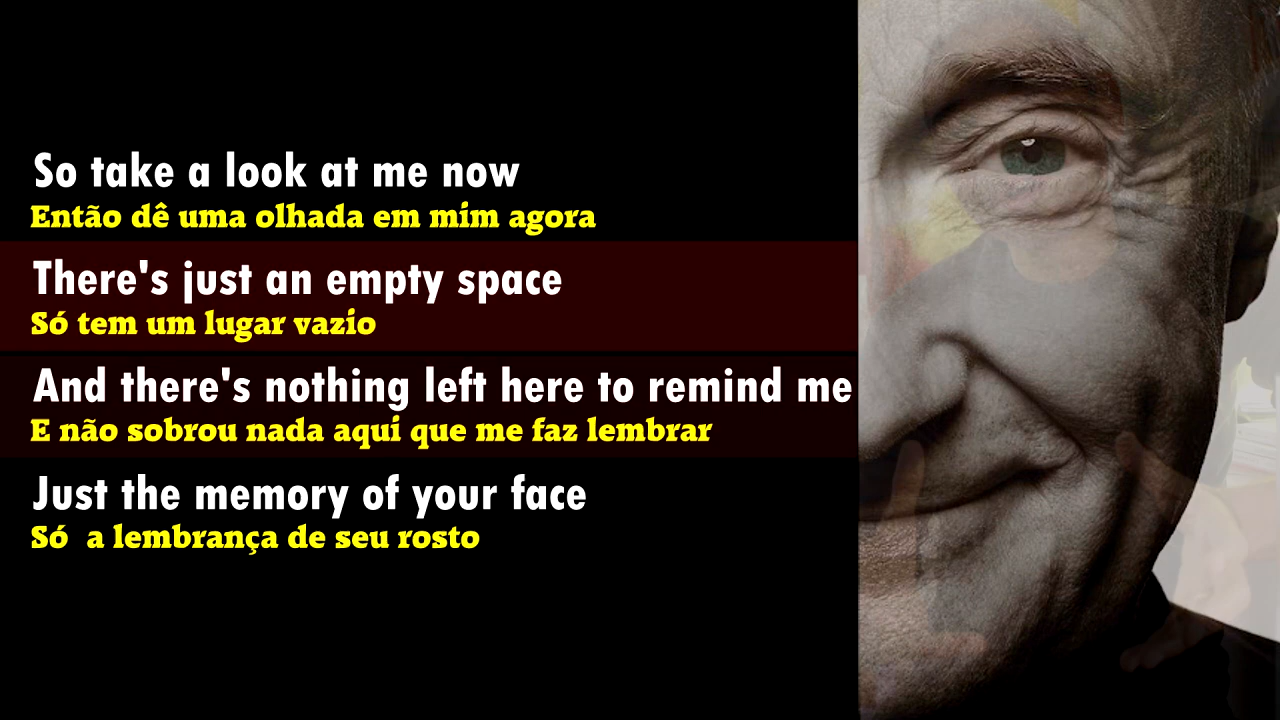 So take a look at me now
Então dê uma olhada em mim agora
There's just an empty space
Só tem um lugar vazio
And there's nothing left here to remind me
E não sobrou nada aqui que me faz lembrar
Just the memory of your face
Só  a lembrança de seu rosto